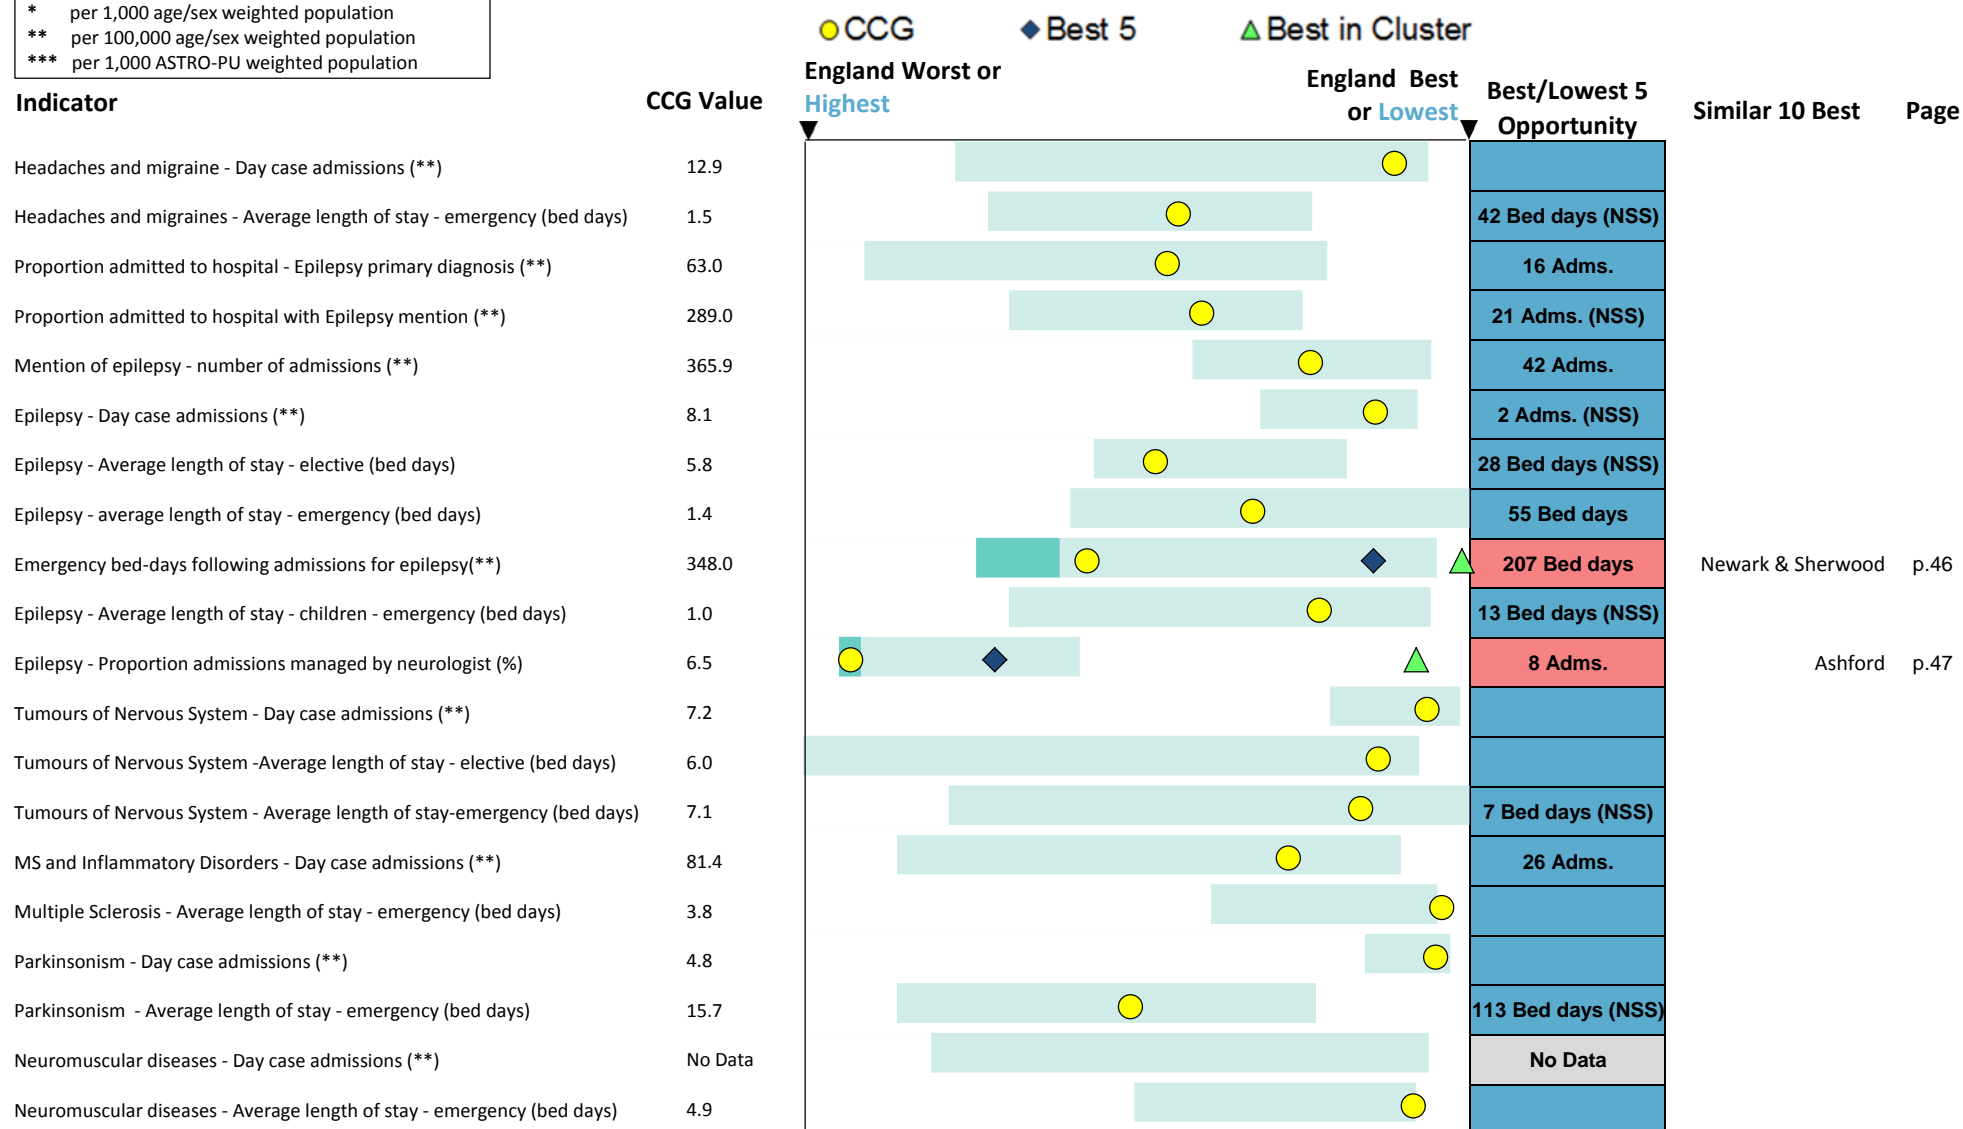 * per 1,000 age/sex weighted population
** per 100,000 age/sex weighted population
*** per 1,000 ASTRO-PU weighted population
CCG Best 5 Best in Cluster
Indicator CCG Value England Worst or Highest England Best or Lowest Best/Lowest 5 Opportunity Similar 10 Best Page
Headaches and migraine - Day case admissions (**) 12.9
Headaches and migraines - Average length of stay - emergency (bed days) 1.5 42 Bed days (NSS)
Proportion admitted to hospital - Epilepsy primary diagnosis (**) 63.0 16 Adms.
Proportion admitted to hospital with Epilepsy mention (**) 289.0 21 Adms. (NSS)
Mention of epilepsy - number of admissions (**) 365.9 42 Adms.
Epilepsy - Day case admissions (**) 8.1 2 Adms. (NSS)
Epilepsy - Average length of stay - elective (bed days) 5.8 28 Bed days (NSS)
Epilepsy - average length of stay - emergency (bed days) 1.4 55 Bed days
Emergency bed-days following admissions for epilepsy(**) 348.0 207 Bed days Newark & Sherwood p.46
Epilepsy - Average length of stay - children - emergency (bed days) 1.0 13 Bed days (NSS)
Epilepsy - Proportion admissions managed by neurologist (%) 6.5 8 Adms. Ashford p.47
Tumours of Nervous System - Day case admissions (**) 7.2
Tumours of Nervous System -Average length of stay - elective (bed days) 6.0
Tumours of Nervous System - Average length of stay-emergency (bed days) 7.1 7 Bed days (NSS)
MS and Inflammatory Disorders - Day case admissions (**) 81.4 26 Adms.
Multiple Sclerosis - Average length of stay - emergency (bed days) 3.8
Parkinsonism - Day case admissions (**) 4.8
Parkinsonism - Average length of stay - emergency (bed days) 15.7 113 Bed days (NSS)
Neuromuscular diseases - Day case admissions (**) No Data No Data
Neuromuscular diseases - Average length of stay - emergency (bed days) 4.9